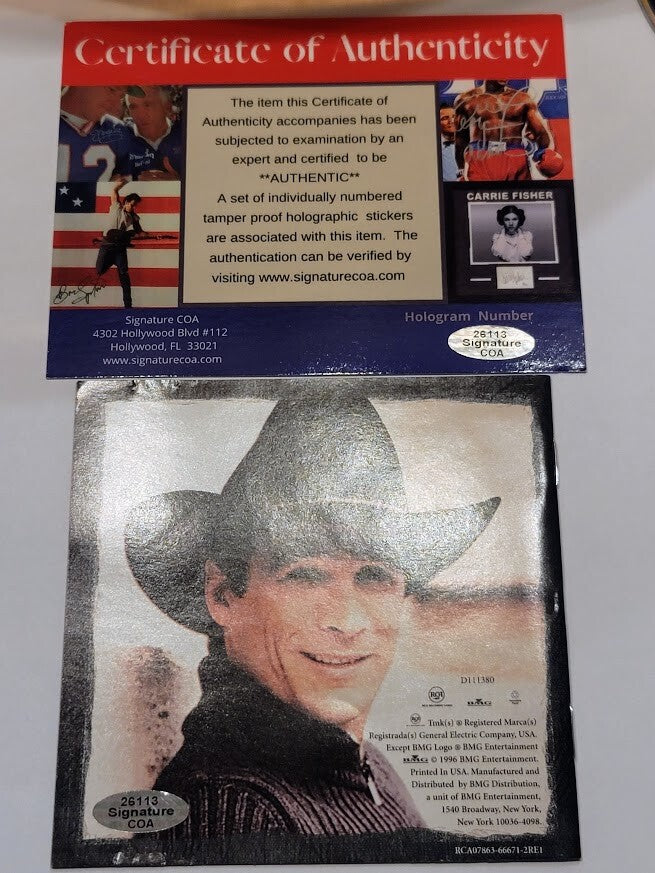 Certificate of Authenticity
The item this Certificate of
Authenticity accompanies has been
subjected to examination by an
expert and certified to be
**AUTHENTIC**
A set of individually numbered
tamper proof holographic stickers
are associated with this item. The
authentication can be verified by
visiting www.signaturecoa.com
CARRIE FISHER
Signature COA
4302 Hollywood Blvd #112
Hollywood, FL 33021
www.signaturecoa.com
Hologram Number
26113
Signature
COA
D111380
RCA
BMG
Tmk(s) ® Registered Marca(s)
Registrada(s) General Electric Company, USA.
Except BMG Logo ® BMG Entertainment
BMG © 1996 BMG Entertainment.
Printed In USA. Manufactured and
Distributed by BMG Distribution,
a unit of BMG Entertainment,
1540 Broadway, New York,
New York 10036-4098.
26113
Signature
COA
RCA07863-66671-2RE1